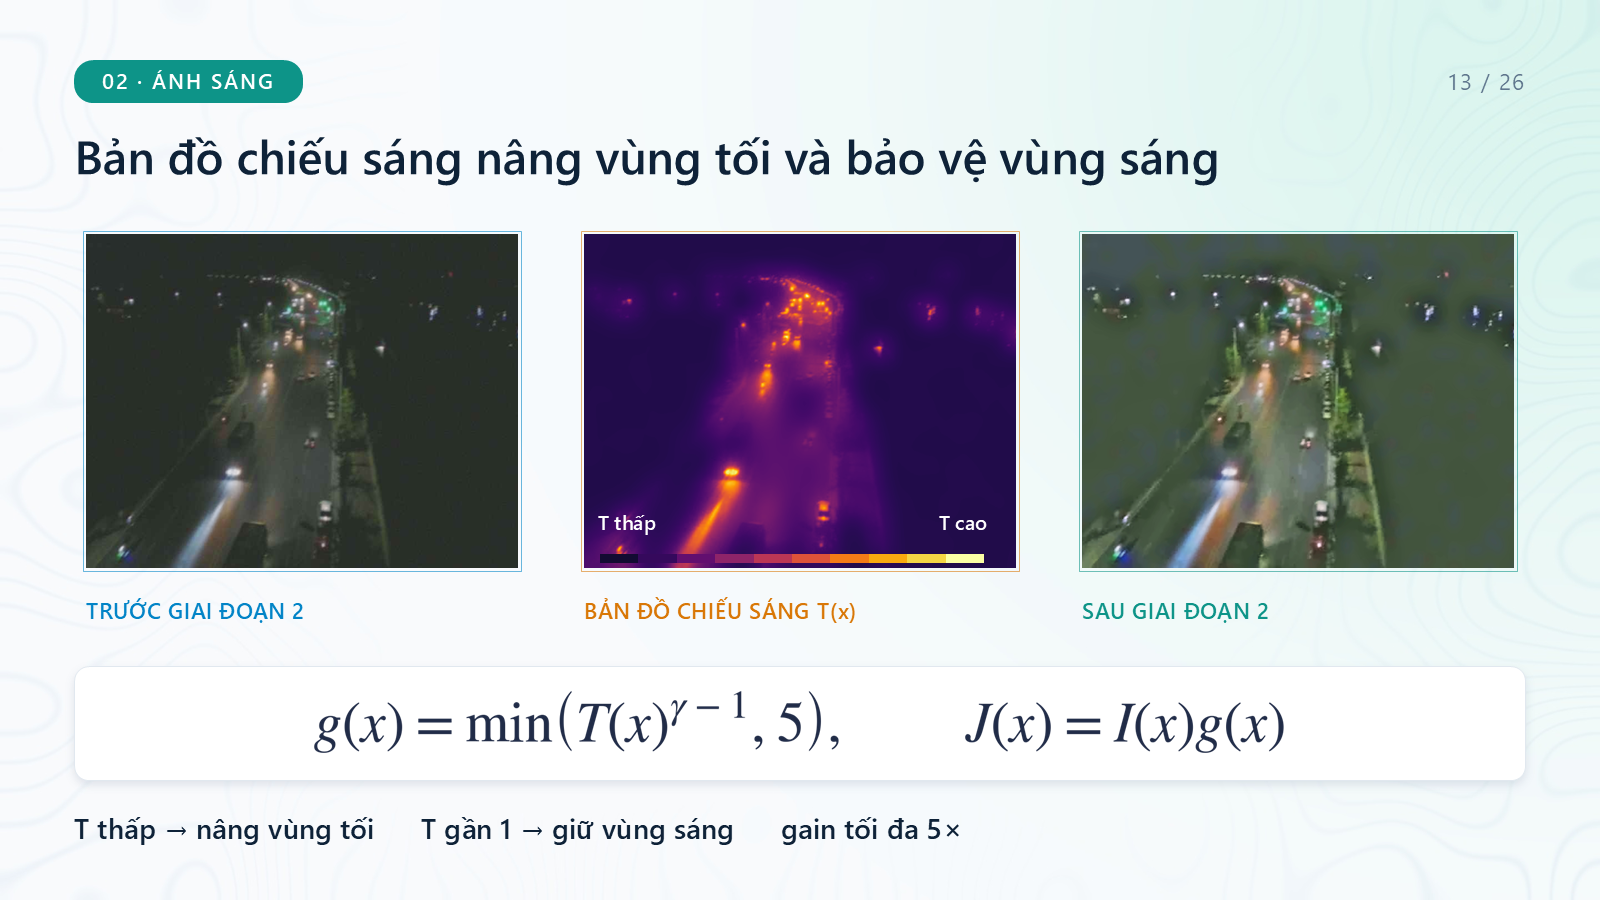 02 · ÁNH SÁNG
13 / 26
Bản đồ chiếu sáng nâng vùng tối và bảo vệ vùng sáng
T thấp
T cao
TRƯỚC GIAI ĐOẠN 2
BẢN ĐỒ CHIẾU SÁNG T(x)
SAU GIAI ĐOẠN 2
g(x) = min(T(x)^{γ − 1}, 5),
J(x) = I(x)g(x)
T thấp → nâng vùng tối
T gần 1 → giữ vùng sáng
gain tối đa 5×